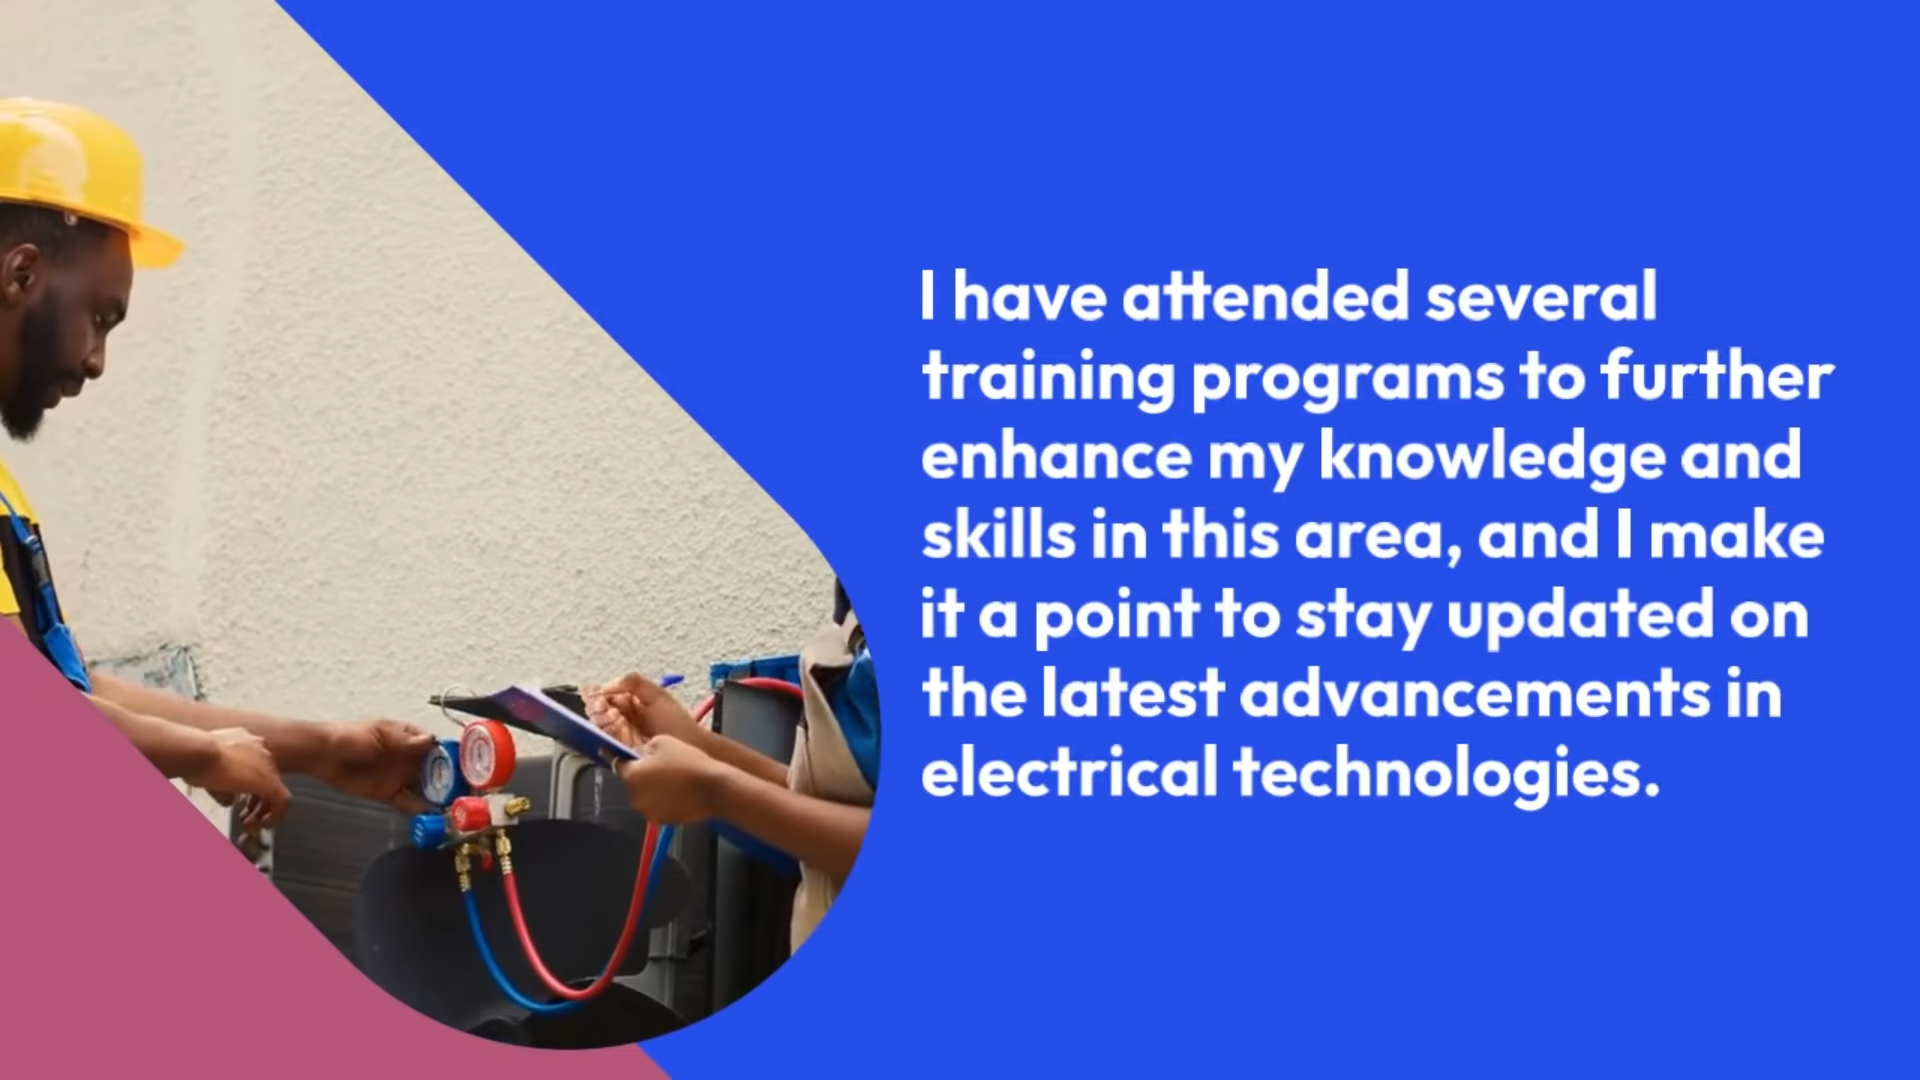 I have attended several
training programs to further
enhance my knowledge and
skills in this area, and I make
it a point to stay updated on
the latest advancements in
electrical technologies.